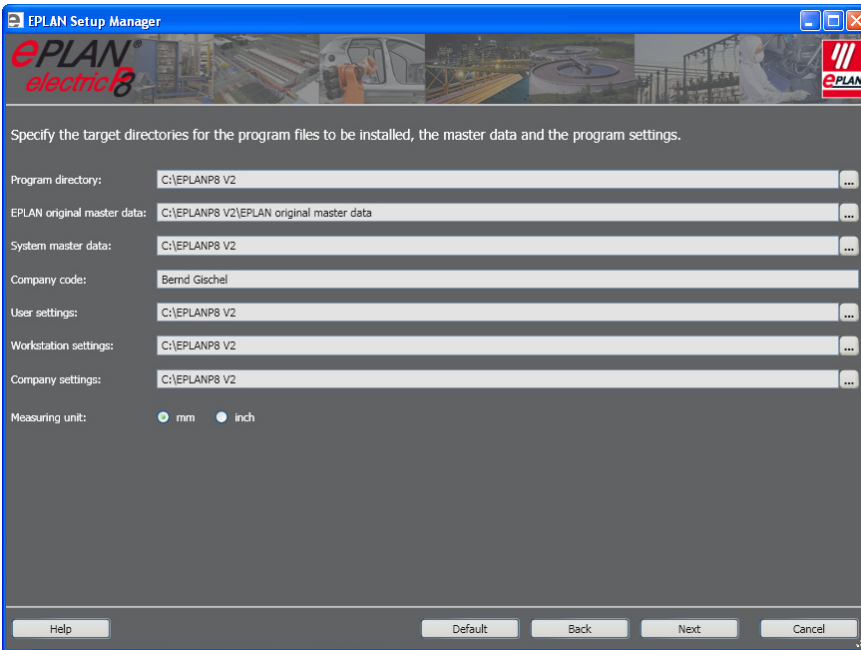 EPLAN Setup Manager
ePLAN®
electric P8
ePLAN
Specify the target directories for the program files to be installed, the master data and the program settings.
Program directory: C:\EPLANP8 V2 ...
EPLAN original master data: C:\EPLANP8 V2\EPLAN original master data ...
System master data: C:\EPLANP8 V2 ...
Company code: Bernd Gischel
User settings: C:\EPLANP8 V2 ...
Workstation settings: C:\EPLANP8 V2 ...
Company settings: C:\EPLANP8 V2 ...
Measuring unit: mm inch
Help Default Back Next Cancel